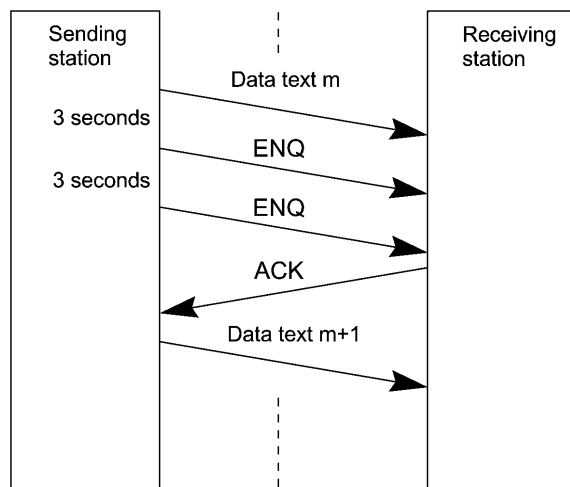 Sending
station
Receiving
station
Data text m
3 seconds
ENQ
3 seconds
ENQ
ACK
Data text m+1